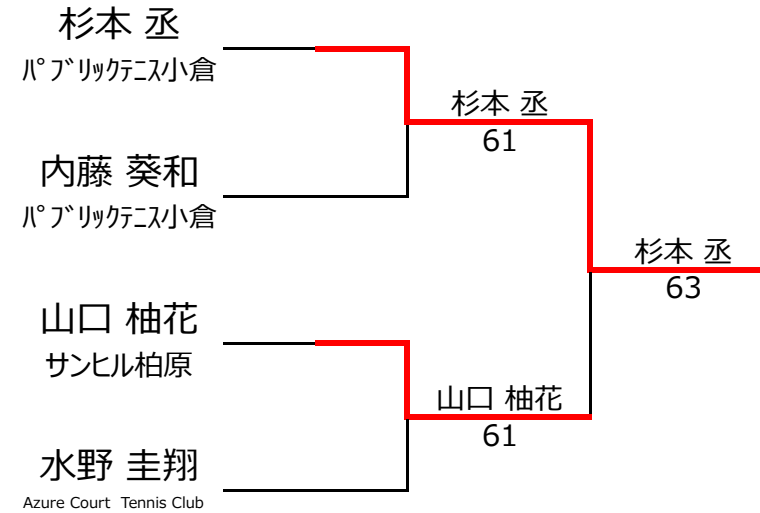 杉本 丞
ﾊﾟﾌﾞﾘｯｸﾃﾆｽ小倉
杉本 丞
61
内藤 葵和
ﾊﾟﾌﾞﾘｯｸﾃﾆｽ小倉
杉本 丞
63
山口 柚花
サンヒル柏原
山口 柚花
61
水野 圭翔
Azure Court Tennis Club